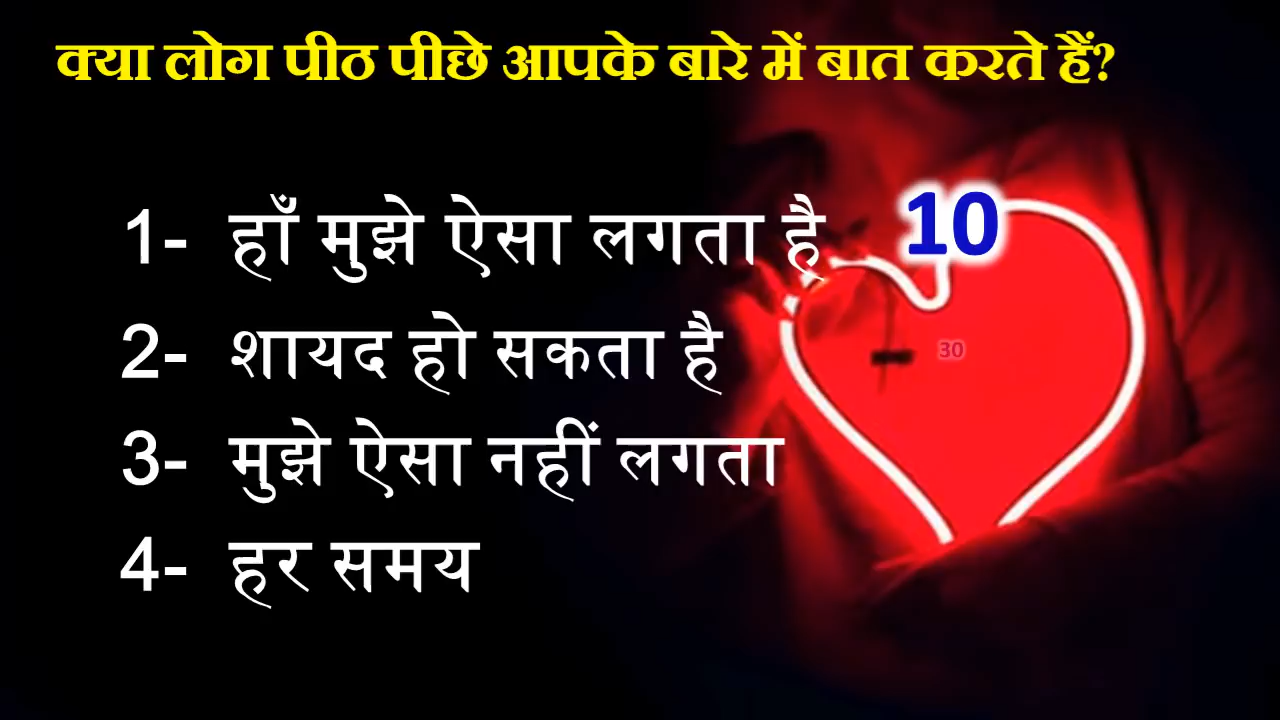 क्या लोग पीठ पीछे आपके बारे में बात करते हैं?
1- हाँ मुझे ऐसा लगता है
10
2- शायद हो सकता है
30
3- मुझे ऐसा नहीं लगता
4- हर समय